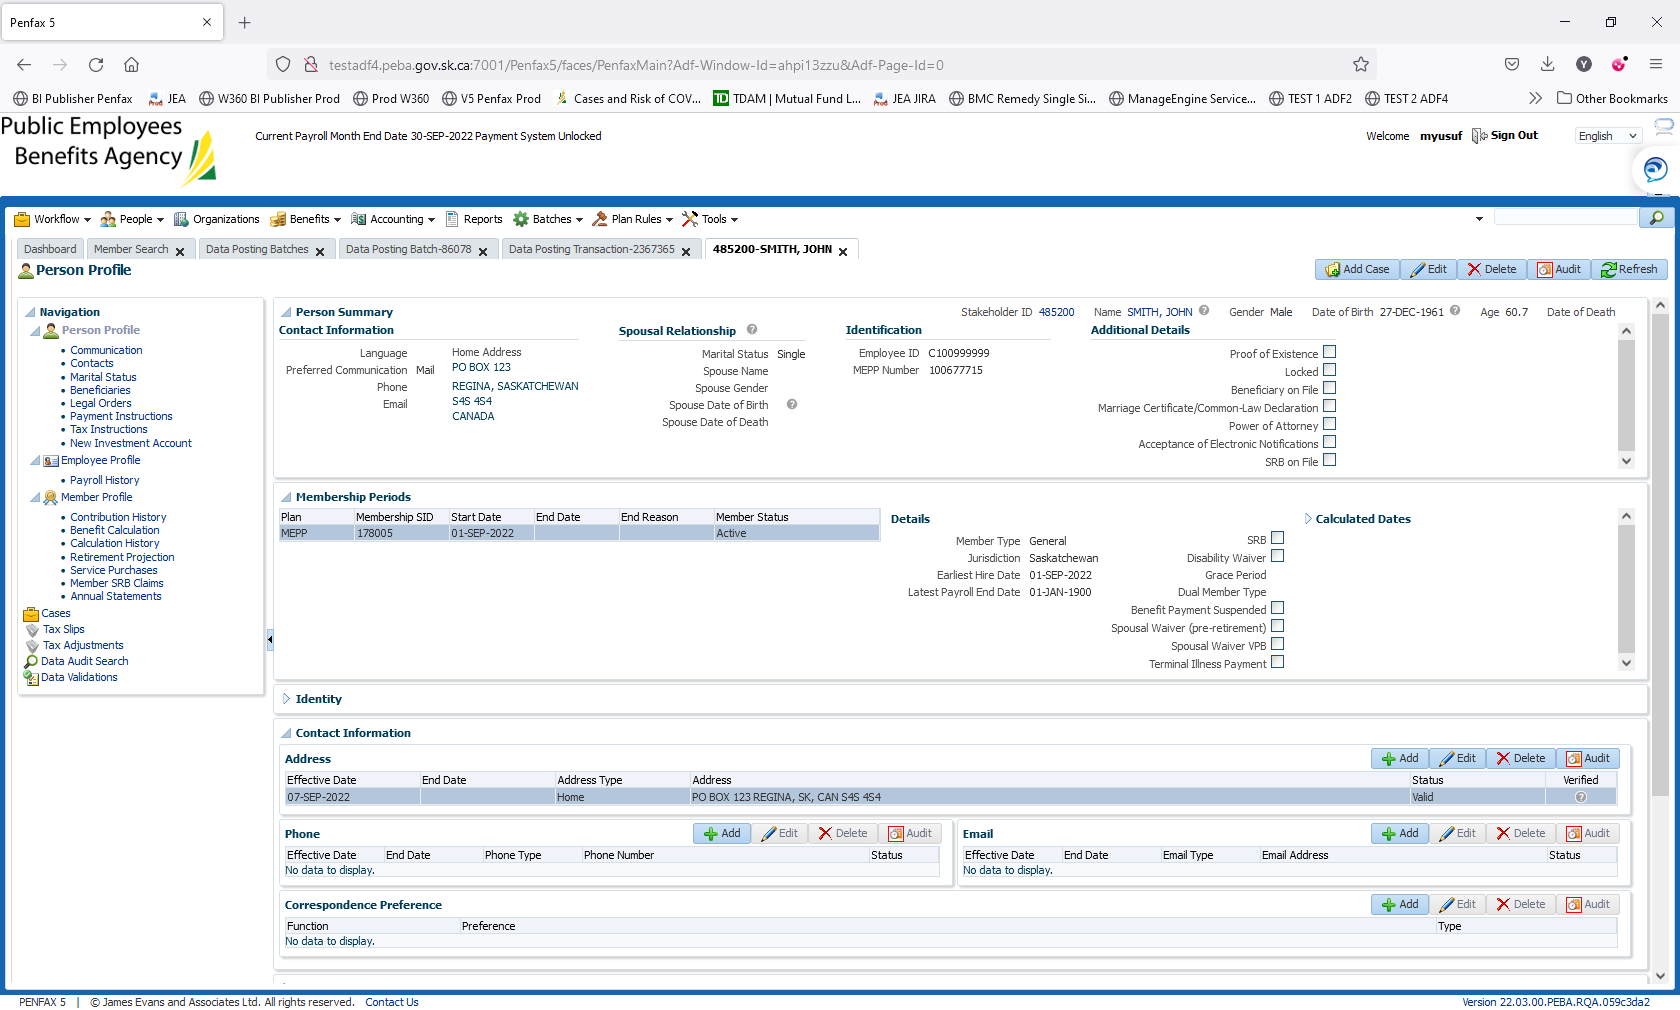 Penfax 5
testadf4.peba.gov.sk.ca:7001/Penfax5/faces/PenfaxMain?Adf-Window-Id=ahpi13zzu&Adf-Page-Id=0
BI Publisher Penfax JEA W360 BI Publisher Prod Prod W360 V5 Penfax Prod Cases and Risk of COV... TDAM | Mutual Fund L... JEA JIRA BMC Remedy Single Si... ManageEngine Service... TEST 1 ADF2 TEST 2 ADF4 Other Bookmarks
Public Employees
Benefits Agency
Current Payroll Month End Date 30-SEP-2022 Payment System Unlocked
Welcome myusuf Sign Out English
Workflow People Organizations Benefits Accounting Reports Batches Plan Rules Tools
Dashboard Member Search Data Posting Batches Data Posting Batch-86078 Data Posting Transaction-2367365 485200-SMITH, JOHN
Person Profile
Add Case Edit Delete Audit Refresh
Navigation
Person Profile
Communication
Contacts
Marital Status
Beneficiaries
Legal Orders
Payment Instructions
Tax Instructions
New Investment Account
Employee Profile
Payroll History
Member Profile
Contribution History
Benefit Calculation
Calculation History
Retirement Projection
Service Purchases
Member SRB Claims
Annual Statements
Cases
Tax Slips
Tax Adjustments
Data Audit Search
Data Validations
Person Summary
Stakeholder ID 485200 Name SMITH, JOHN Gender Male Date of Birth 27-DEC-1961 Age 60.7 Date of Death
Contact Information
Language
Preferred Communication Mail
Phone
Email
Home Address
PO BOX 123
REGINA, SASKATCHEWAN
S4S 4S4
CANADA
Spousal Relationship
Marital Status Single
Spouse Name
Spouse Gender
Spouse Date of Birth
Spouse Date of Death
Identification
Employee ID C100999999
MEPP Number 100677715
Additional Details
Proof of Existence
Locked
Beneficiary on File
Marriage Certificate/Common-Law Declaration
Power of Attorney
Acceptance of Electronic Notifications
SRB on File
Membership Periods
Plan Membership SID Start Date End Date End Reason Member Status
MEPP 178005 01-SEP-2022 Active
Details
Member Type General
Jurisdiction Saskatchewan
Earliest Hire Date 01-SEP-2022
Latest Payroll End Date 01-JAN-1900
SRB
Disability Waiver
Grace Period
Dual Member Type
Benefit Payment Suspended
Spousal Waiver (pre-retirement)
Spousal Waiver VPB
Terminal Illness Payment
Calculated Dates
Identity
Contact Information
Address
Add Edit Delete Audit
Effective Date End Date Address Type Address Status Verified
07-SEP-2022 Home PO BOX 123 REGINA, SK, CAN S4S 4S4 Valid
Phone
Add Edit Delete Audit
Effective Date End Date Phone Type Phone Number Status
No data to display.
Email
Add Edit Delete Audit
Effective Date End Date Email Type Email Address Status
No data to display.
Correspondence Preference
Add Edit Delete Audit
Function Preference Type
No data to display.
PENFAX 5 | © James Evans and Associates Ltd. All rights reserved. Contact Us
Version 22.03.00.PEBA.RQA.059c3da2